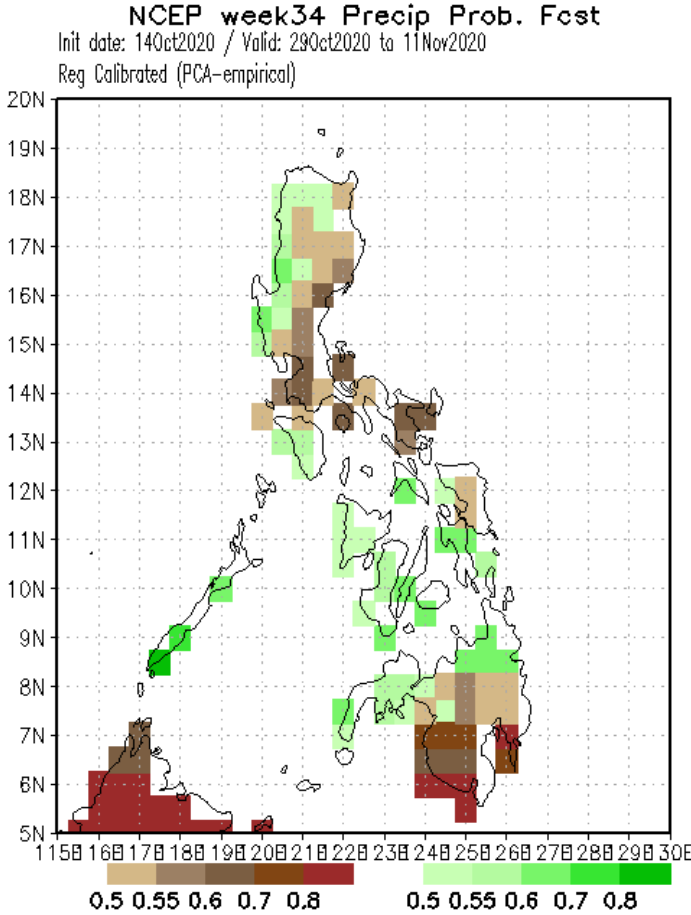 NCEP week34 Precip Prob. Fcst
Init date: 14Oct2020 / Valid: 29Oct2020 to 11Nov2020
Reg Calibrated (PCA-empirical)
20N
19N
18N
17N
16N
15N
14N
13N
12N
11N
10N
9N
8N
7N
6N
5N
115E 116E 117E 118E 119E 120E 121E 122E 123E 124E 125E 126E 127E 128E 129E 130E
0.5 0.55 0.6 0.7 0.8 0.5 0.55 0.6 0.7 0.8